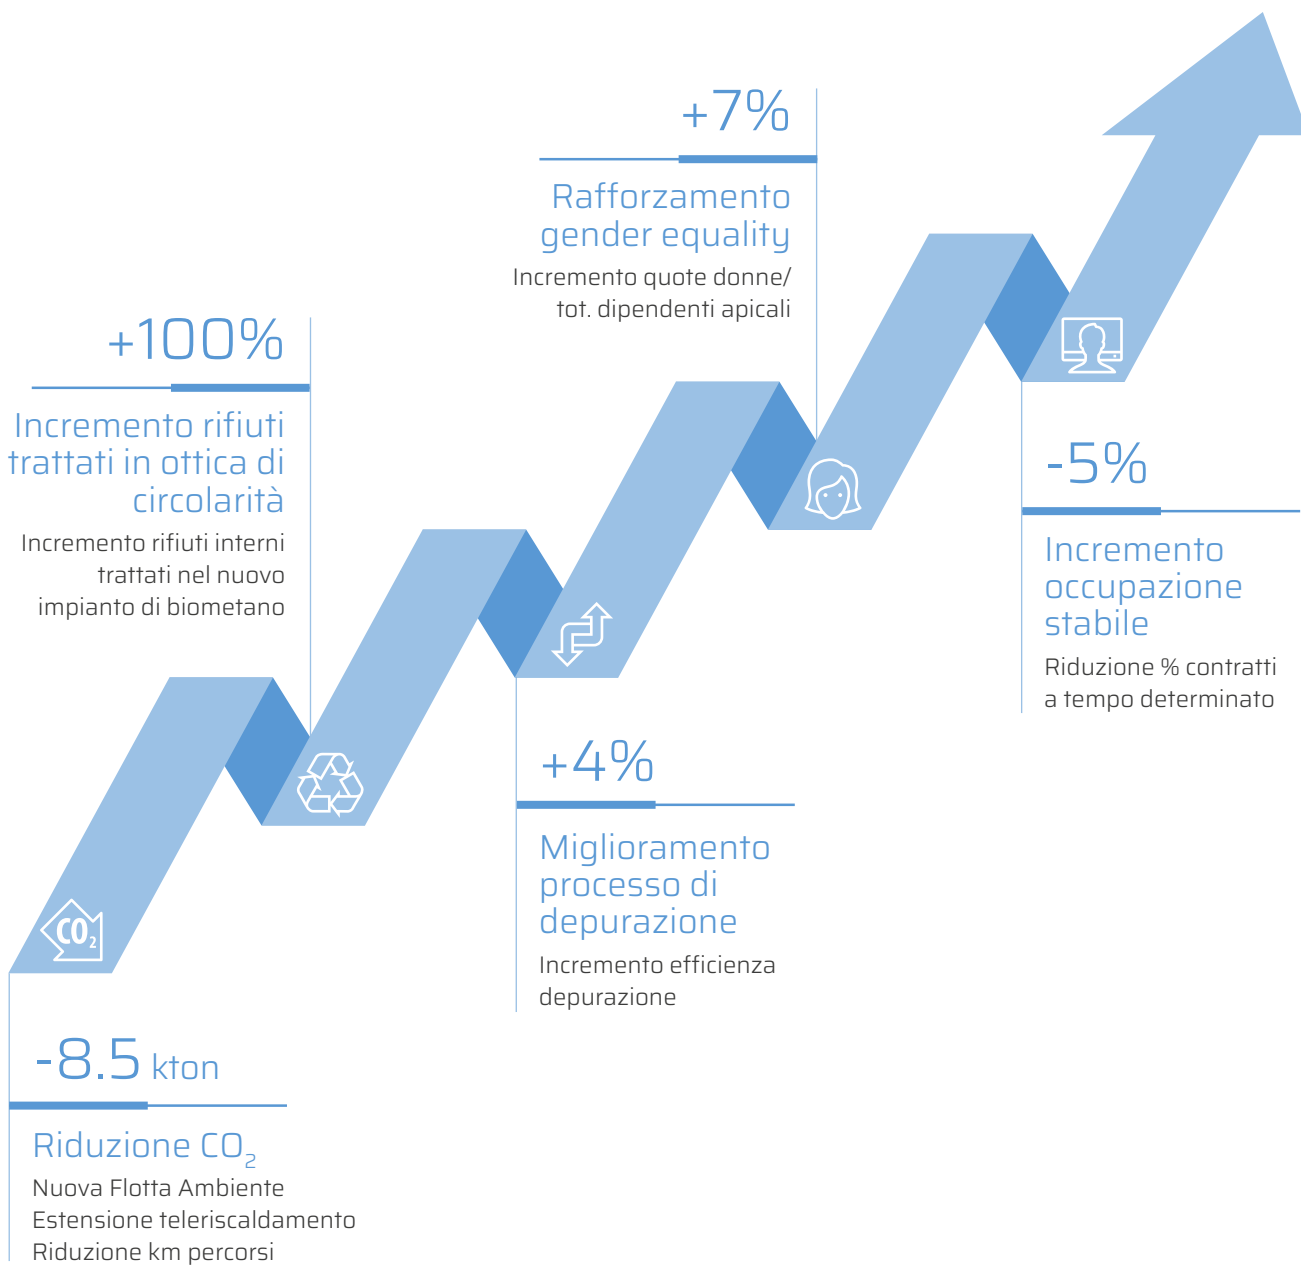 +7%
Rafforzamento
gender equality
Incremento quote donne/
tot. dipendenti apicali
+100%
Incremento rifiuti
trattati in ottica di
circolarità
Incremento rifiuti interni
trattati nel nuovo
impianto di biometano
-5%
Incremento
occupazione
stabile
Riduzione % contratti
a tempo determinato
+4%
Miglioramento
processo di
depurazione
Incremento efficienza
depurazione
CO₂
-8.5 kton
Riduzione CO₂
Nuova Flotta Ambiente
Estensione teleriscaldamento
Riduzione km percorsi